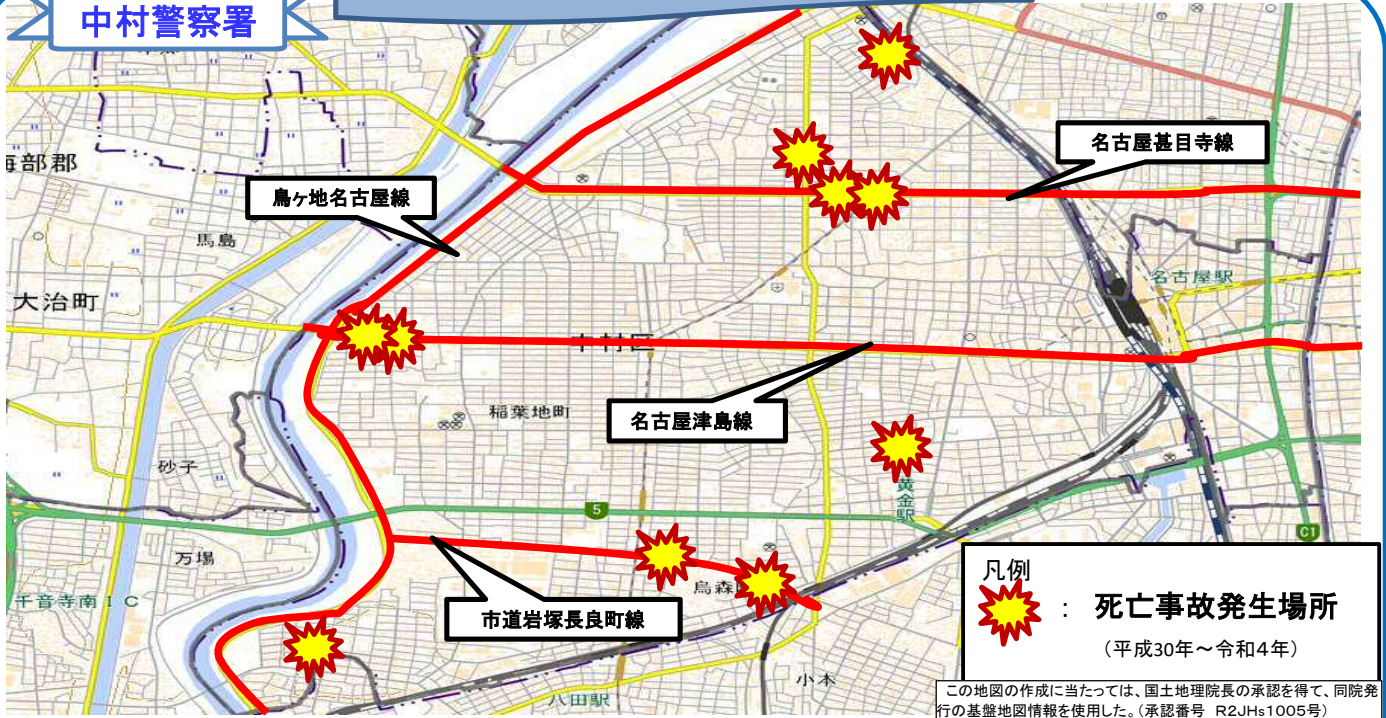 中村警察署
海部郡
名古屋甚目寺線
烏ヶ地名古屋線
馬島
名古屋駅
大治町
中村区
稲葉地町
名古屋津島線
砂子
黄金駅
5
C1
万場
千音寺南IC
烏森
市道岩塚長良町線
凡例
： 死亡事故発生場所
（平成30年～令和4年）
小本
八田駅
この地図の作成に当たっては、国土地理院長の承認を得て、同院発
行の基盤地図情報を使用した。（承認番号 R2JHs1005号）